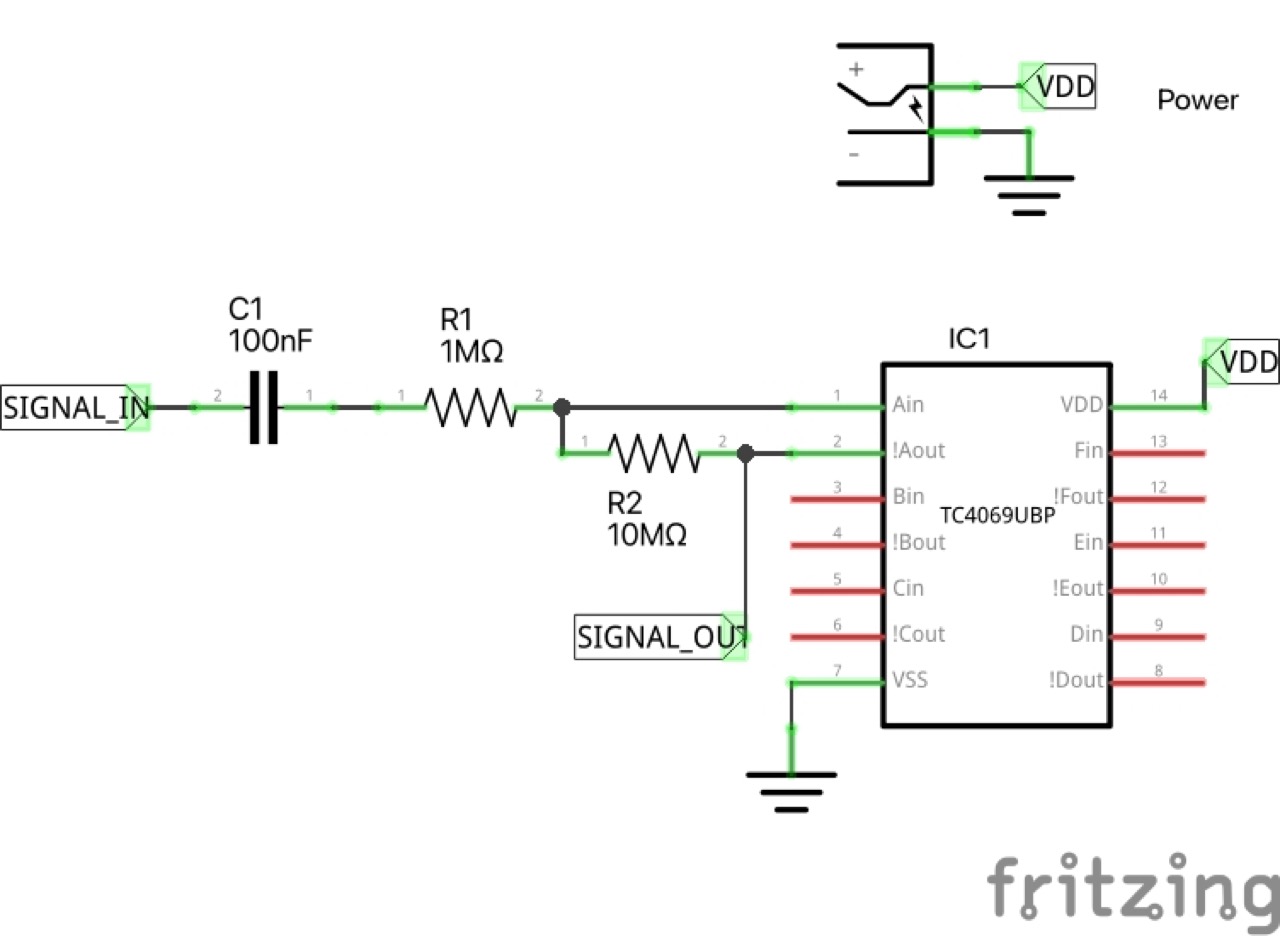 +
VDD
Power
-
C1
100nF
R1
1MΩ
IC1
VDD
SIGNAL_IN
2
1
1
2
1
Ain
VDD
14
1
2
2
!Aout
Fin
13
R2
10MΩ
3
Bin
!Fout
12
TC4069UBP
4
!Bout
Ein
11
5
Cin
!Eout
10
SIGNAL_OUT
6
!Cout
Din
9
7
VSS
!Dout
8
fritzing